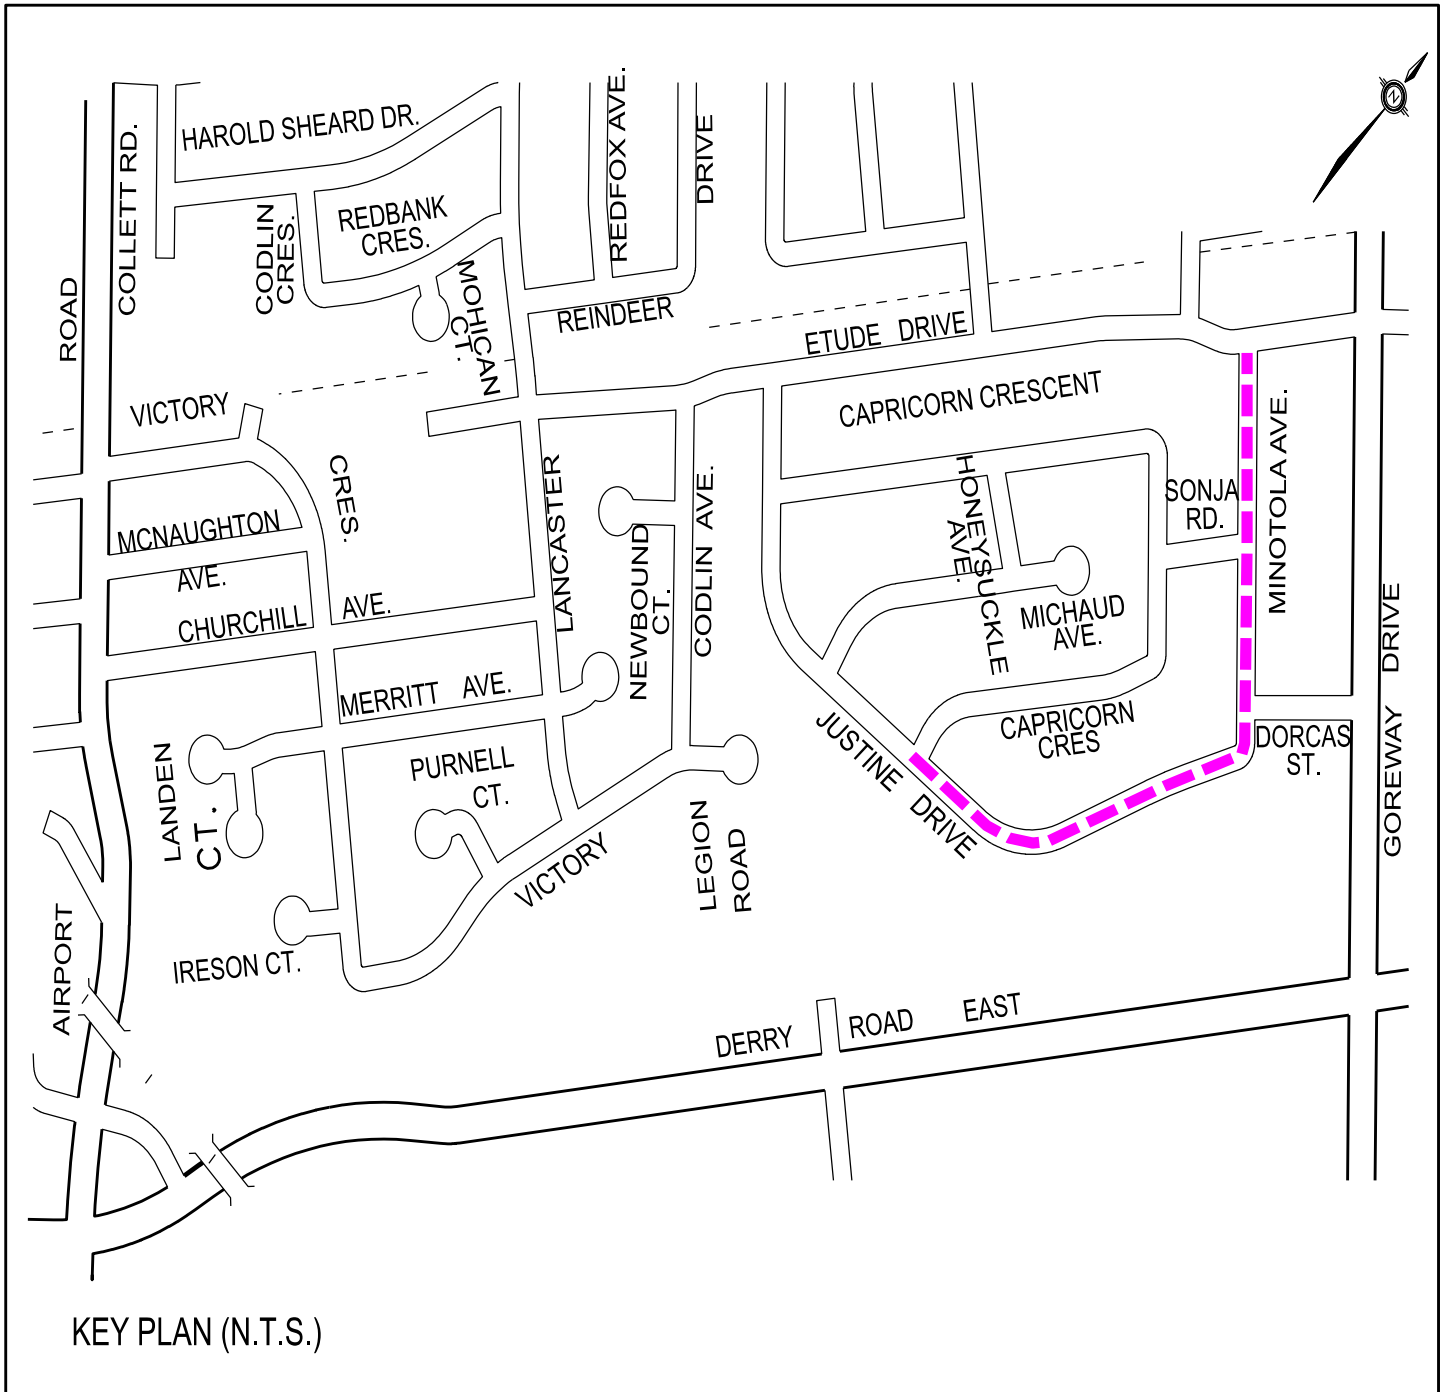 HAROLD SHEARD DR.
COLLETT RD.
CODLIN
CRES.
REDBANK
CRES.
REDFOX AVE.
DRIVE
N
ROAD
MOHICAN
CT.
REINDEER
ETUDE DRIVE
VICTORY
CAPRICORN CRESCENT
CRES.
LANCASTER
HONEYSUCKLE
AVE.
SONJA
RD.
MINOTOLA AVE.
MCNAUGHTON
AVE.
CHURCHILL AVE.
NEWBOUND
CT.
CODLIN AVE.
MICHAUD
AVE.
MERRITT AVE.
CAPRICORN
CRES
JUSTINE DRIVE
DORCAS
ST.
GOREWAY DRIVE
LANDEN
CT.
PURNELL
CT.
VICTORY
LEGION
ROAD
IRESON CT.
AIRPORT
DERRY ROAD EAST
KEY PLAN (N.T.S.)